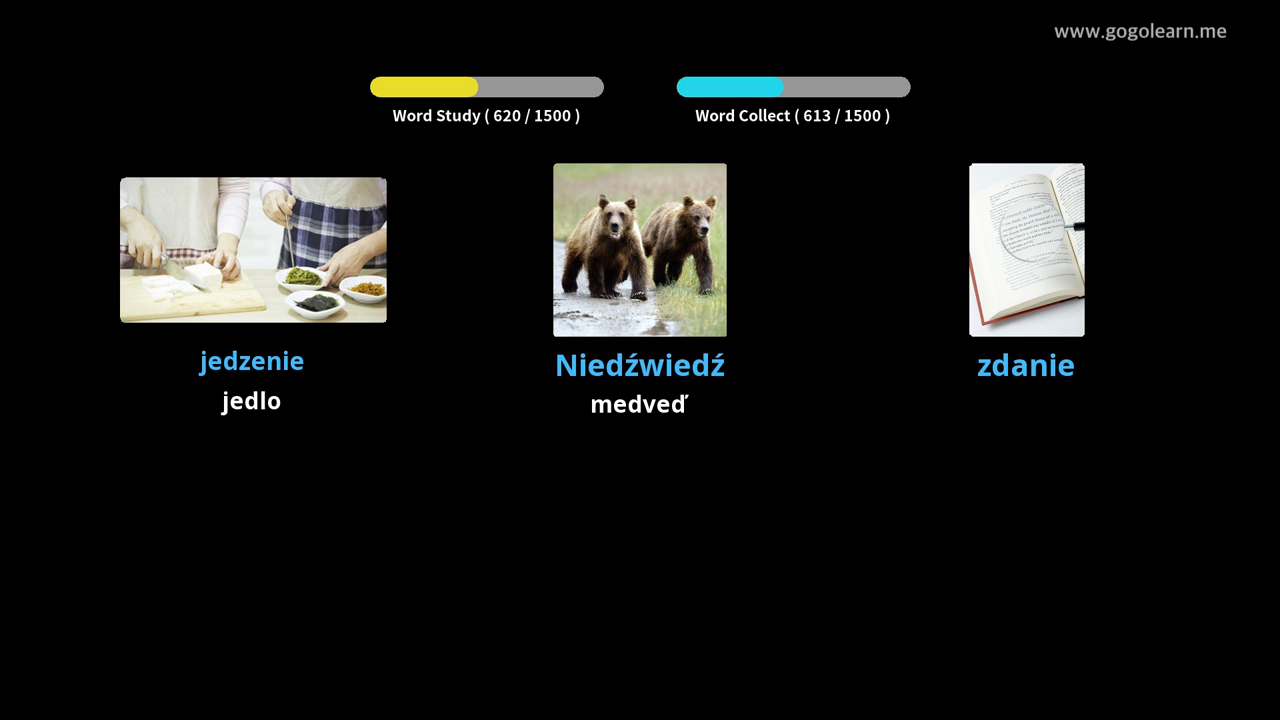 www.gogolearn.me
Word Study ( 620 / 1500 )
Word Collect ( 613 / 1500 )
jedzenie
Niedźwiedź
zdanie
jedlo
medveď